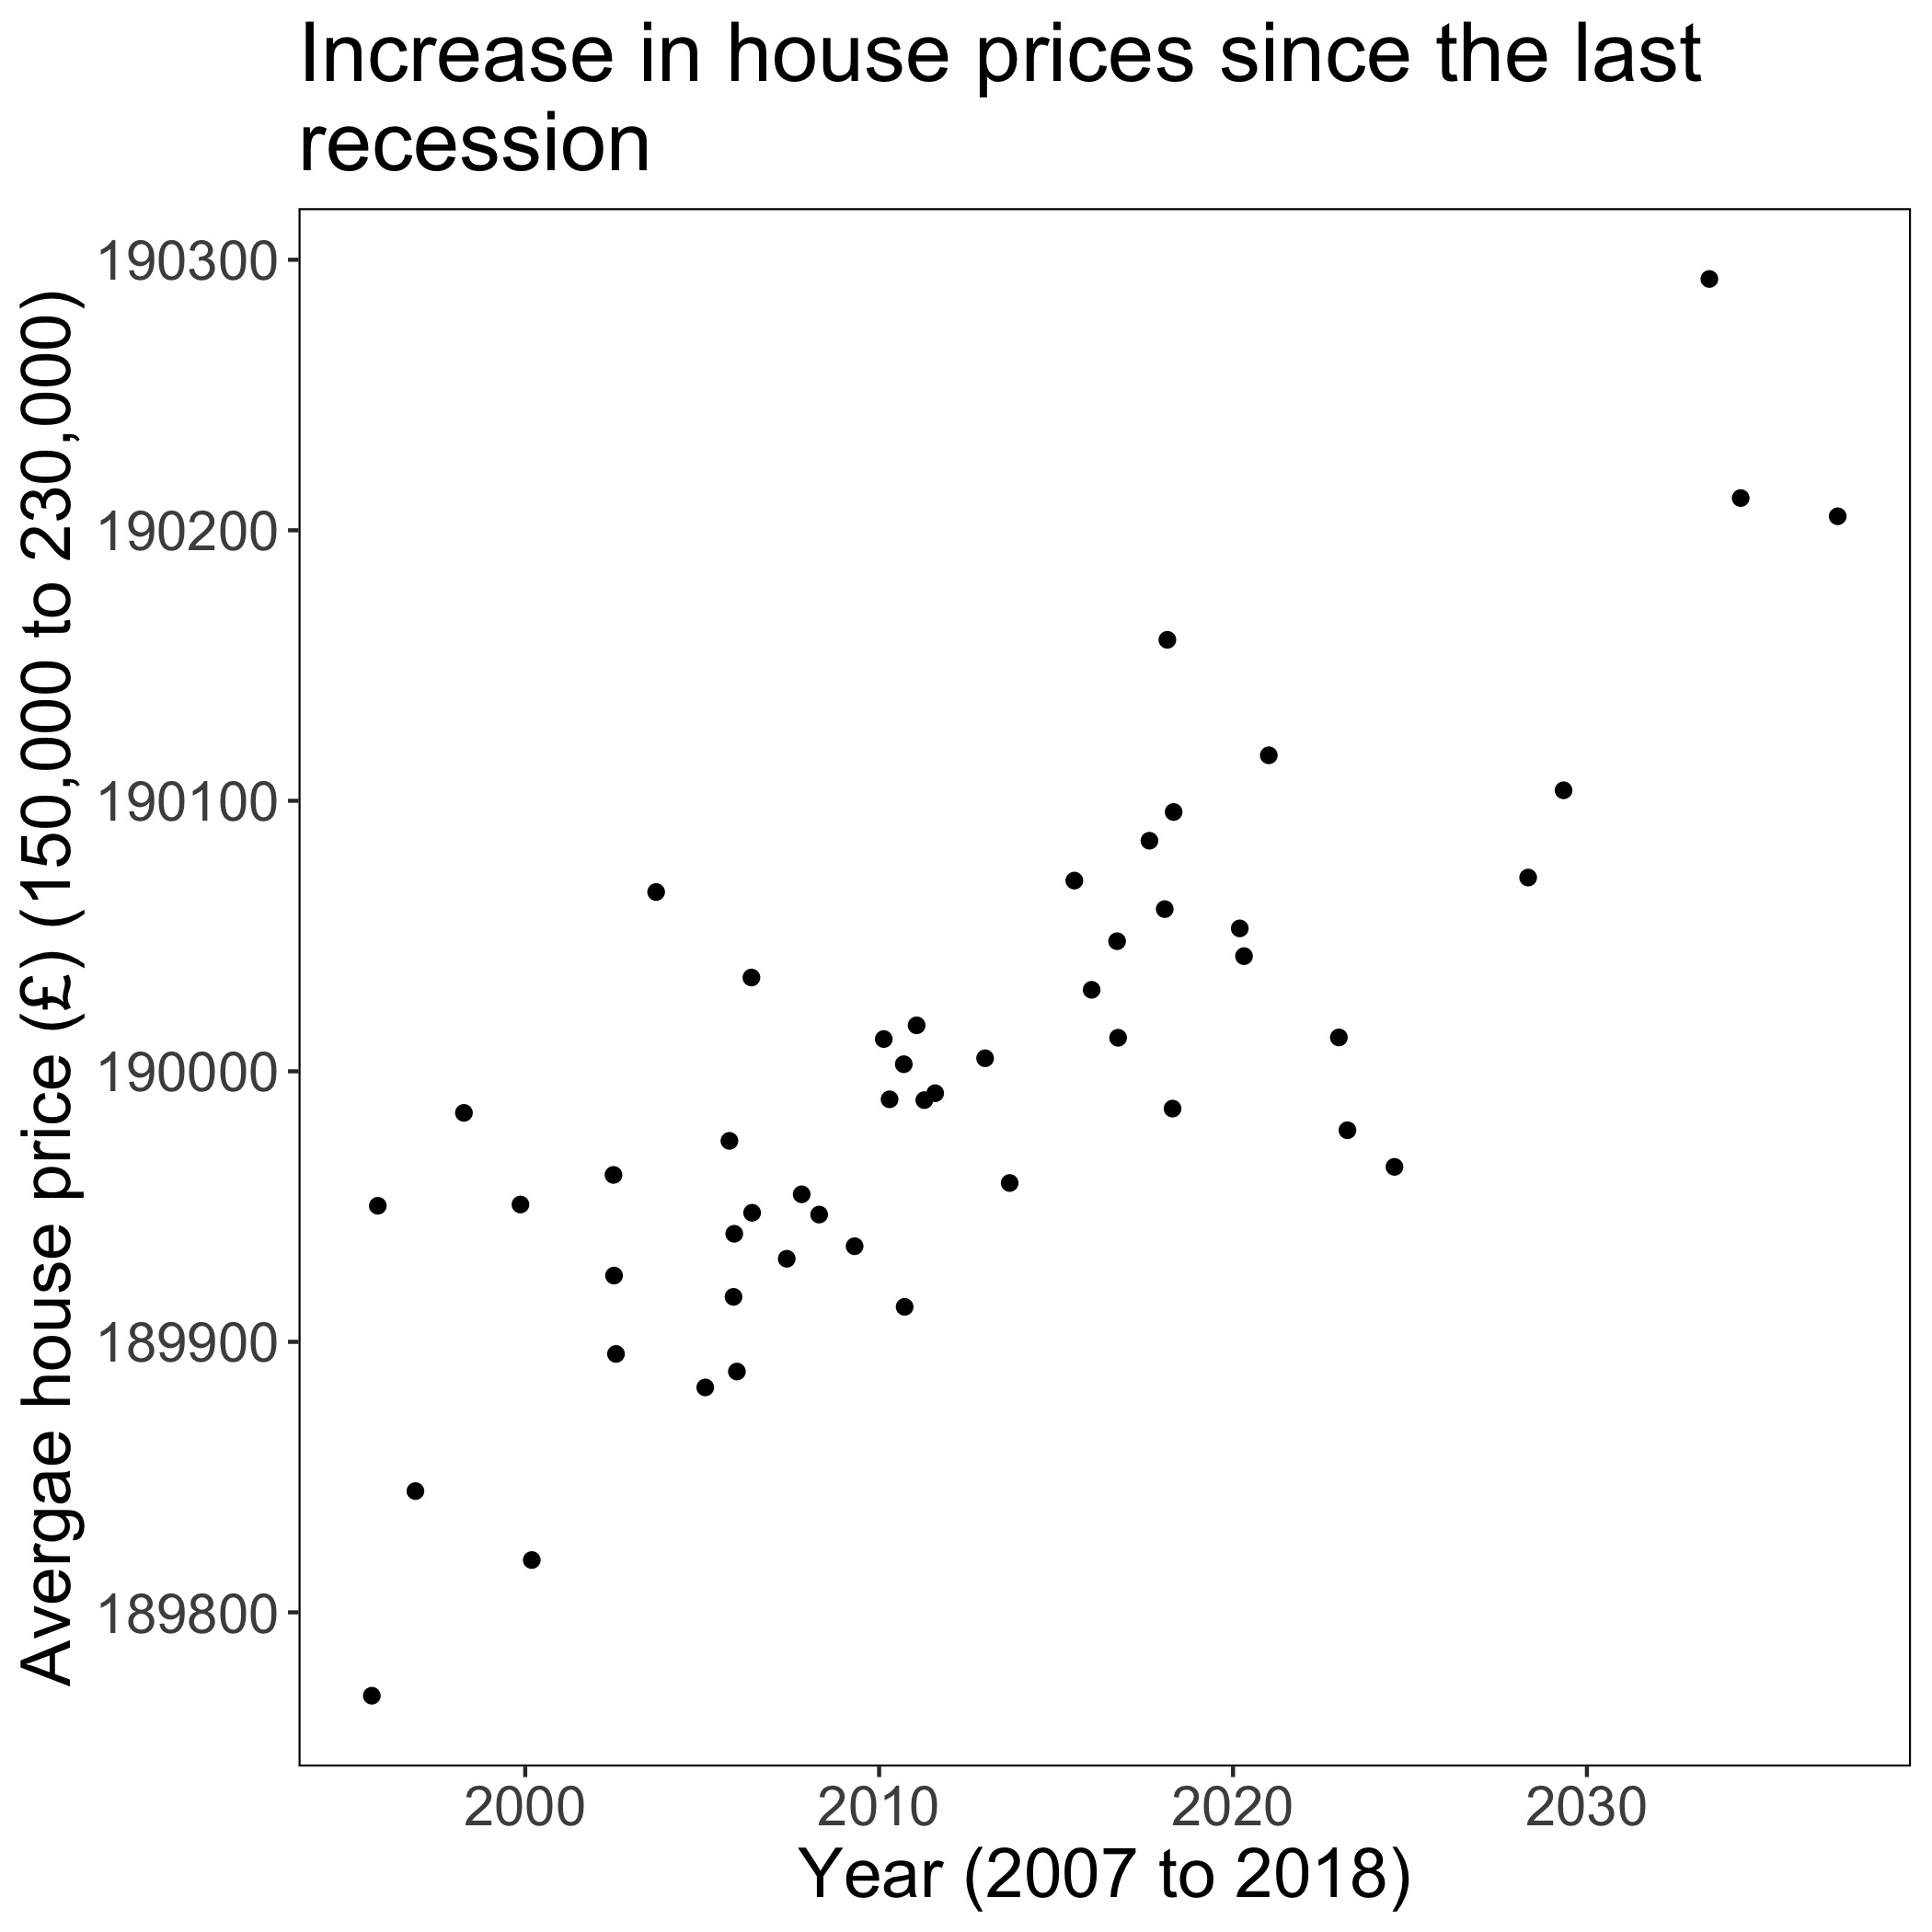 Increase in house prices since the last
recession
Avergae house price (£) (150,000 to 230,000)
190300
190200
190100
190000
189900
189800
2000
2010
2020
2030
Year (2007 to 2018)